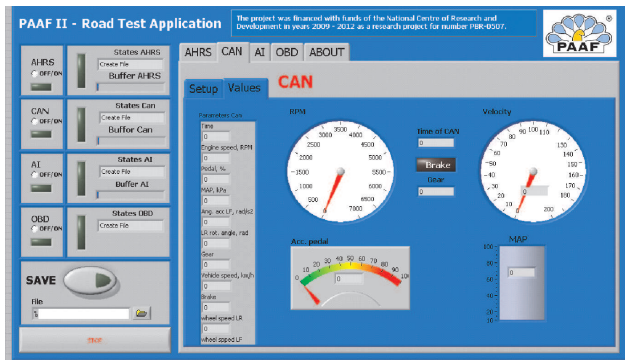 PAAF II - Road Test Application
The project was financed with funds of the National Centre of Research and
Development in years 2009 - 2012 as a research project for number PBR-0507.
PAAF
®
AHRS
OFF/ON
States AHRS
Create File
Buffer AHRS
CAN
OFF/ON
States Can
Create File
Buffor Can
AI
OFF/ON
States AI
Create File
Buffer AI
OBD
OFF/ON
States OBD
Create File
SAVE
File
STOP
AHRS CAN AI OBD ABOUT
Setup Values
CAN
Parameters Can
Time
0
Engine speed, RPM
0
Pedal, %
0
MAP, kPa
0
Ang. acc LF, rad/s2
0
LR rot. angle, rad
0
Gear
0
Vehicle speed, km/h
0
Brake
0
wheel speed LR
0
wheel speed LF
RPM
0
500
1000
-1500
2000
2500
3000
3500
4000
4500
5000
5500-
6000
6500
7000
Time of CAN
0
Brake
Gear
0
Velocity
0
10
20
30
80
90
100
110
130
140
150
160-
170
200
0
Acc. pedal
0
10
20
30
40
50
60
70
80
90
100
0
MAP
100
80
60
40
20
10
0